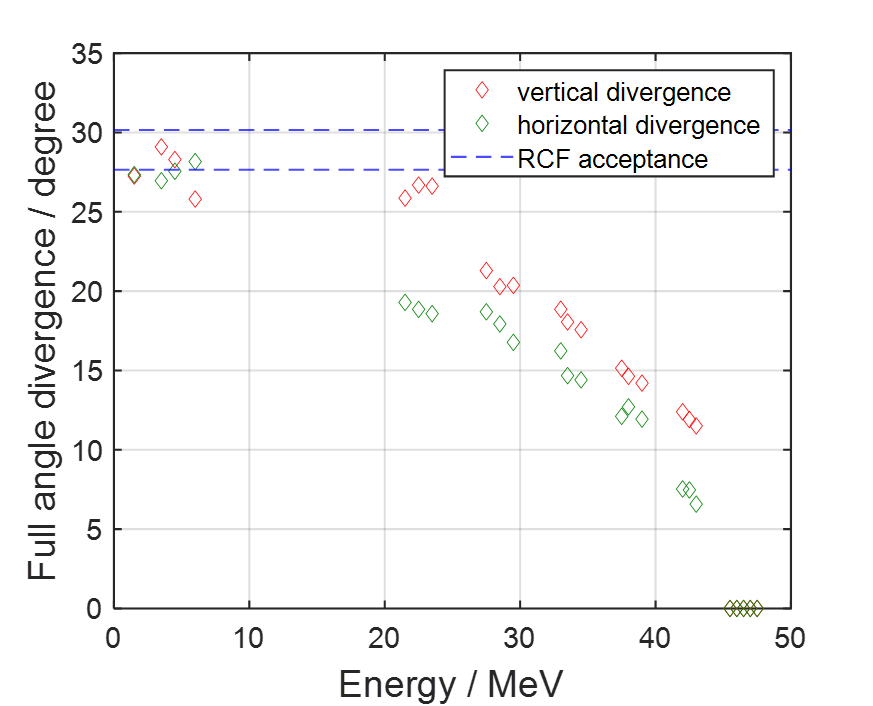 35
30
25
20
15
10
5
0
Full angle divergence / degree
vertical divergence
horizontal divergence
RCF acceptance
0 10 20 30 40 50
Energy / MeV